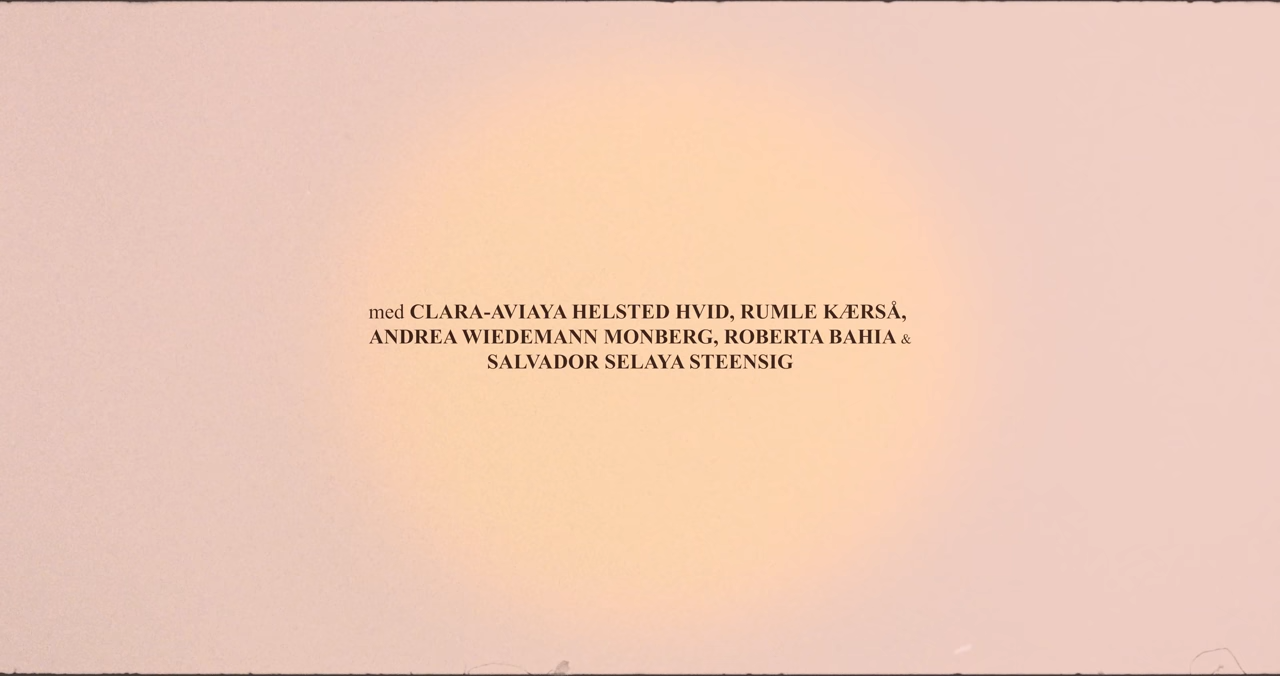 med CLARA-AVIAYA HELSTED HVID, RUMLE KÆRSÅ,
ANDREA WIEDEMANN MONBERG, ROBERTA BAHIA &
SALVADOR SELAYA STEENSIG